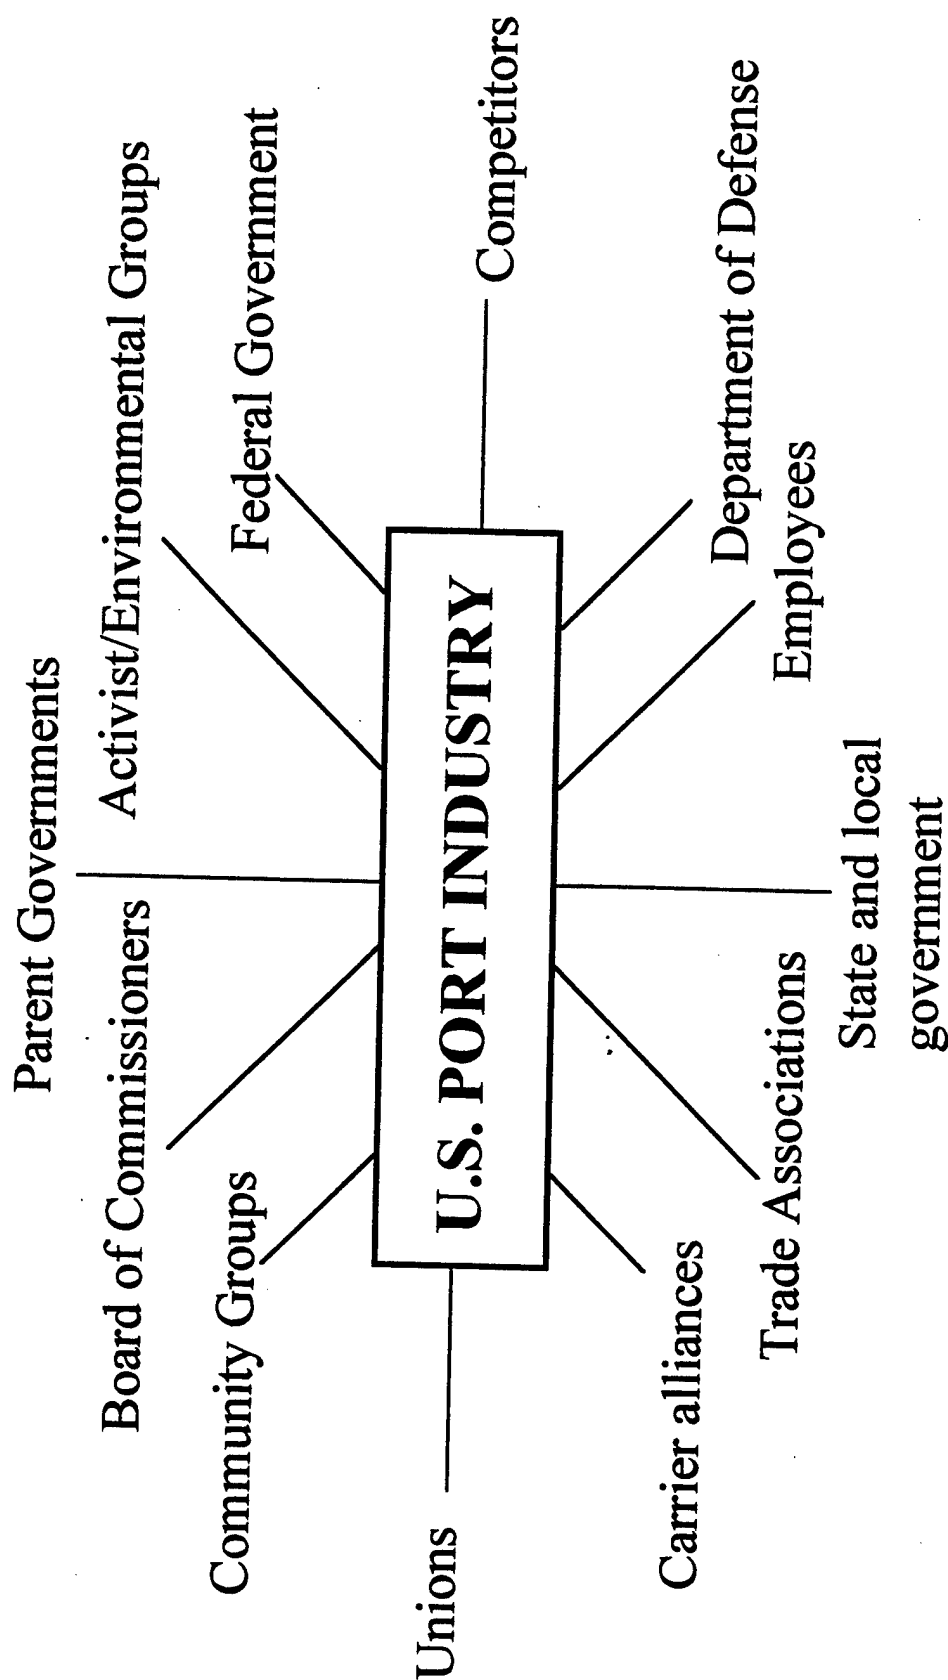 Parent Governments
Board of Commissioners
Activist/Environmental Groups
Community Groups
Federal Government
Unions
U.S. PORT INDUSTRY
Competitors
Carrier alliances
Department of Defense
Trade Associations
Employees
State and local
government